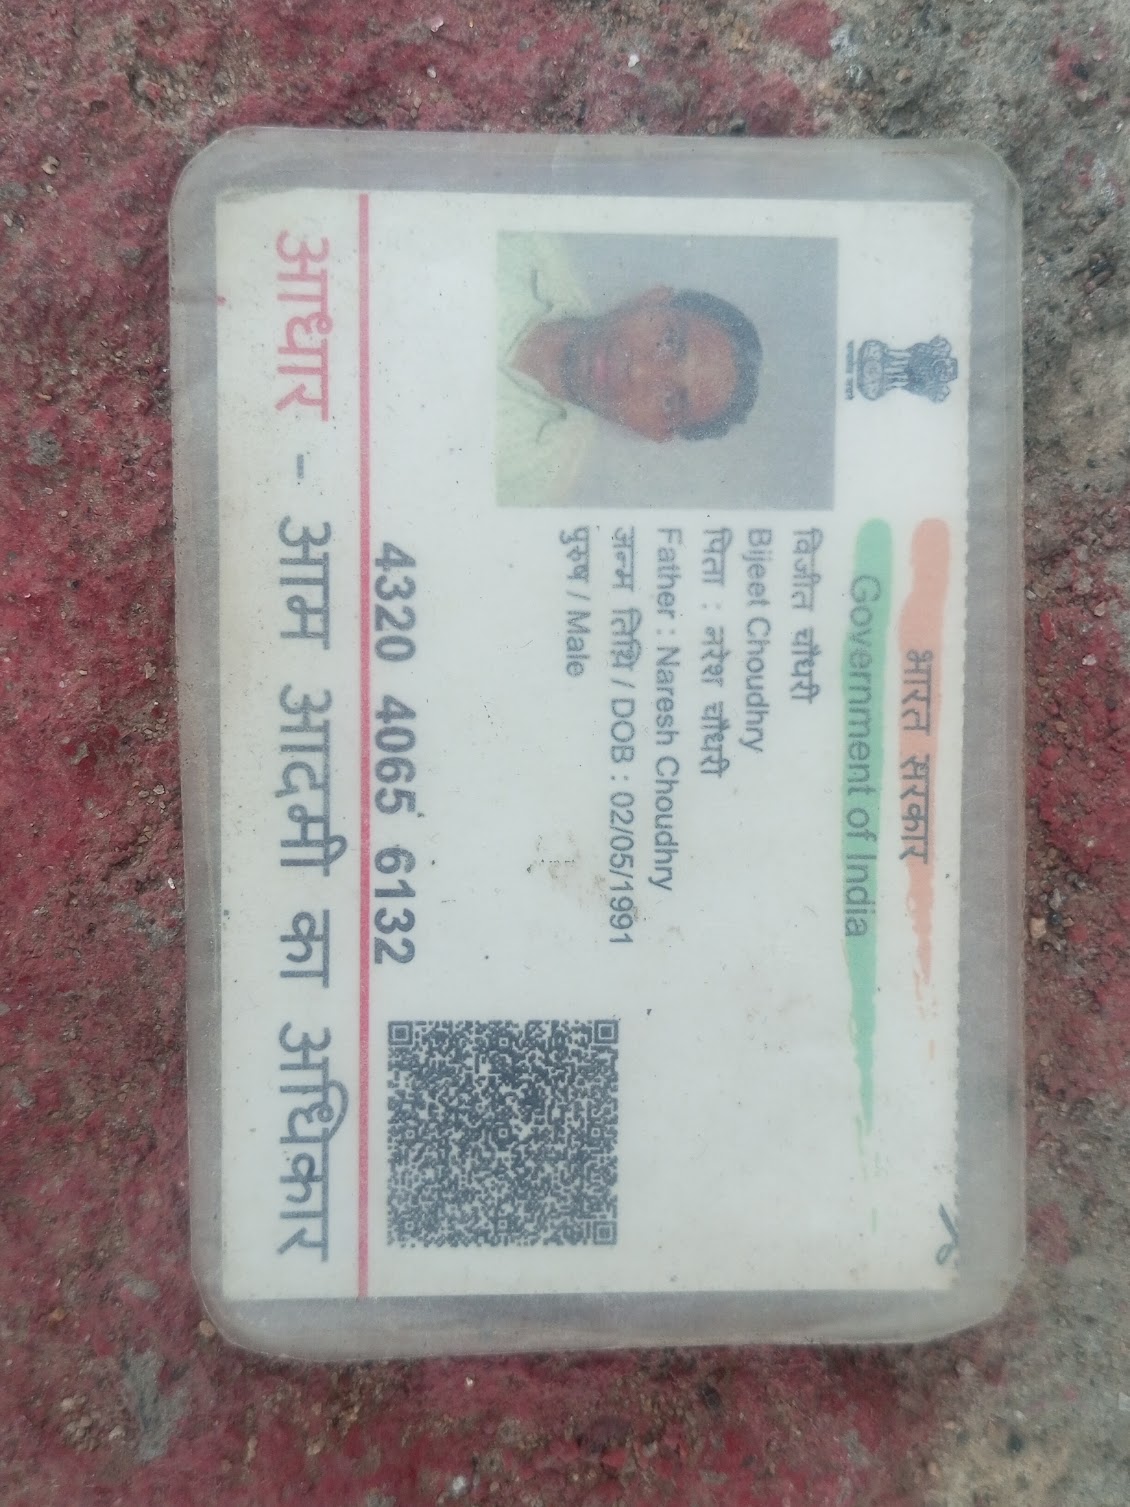 भारत सरकार
Government of India
विजीत चौधरी
Bijeet Choudhry
पिता : नरेश चौधरी
Father : Naresh Choudhry
जन्म तिथि / DOB : 02/05/1991
पुरुष / Male
4320 4065 6132
आधार - आम आदमी का अधिकार